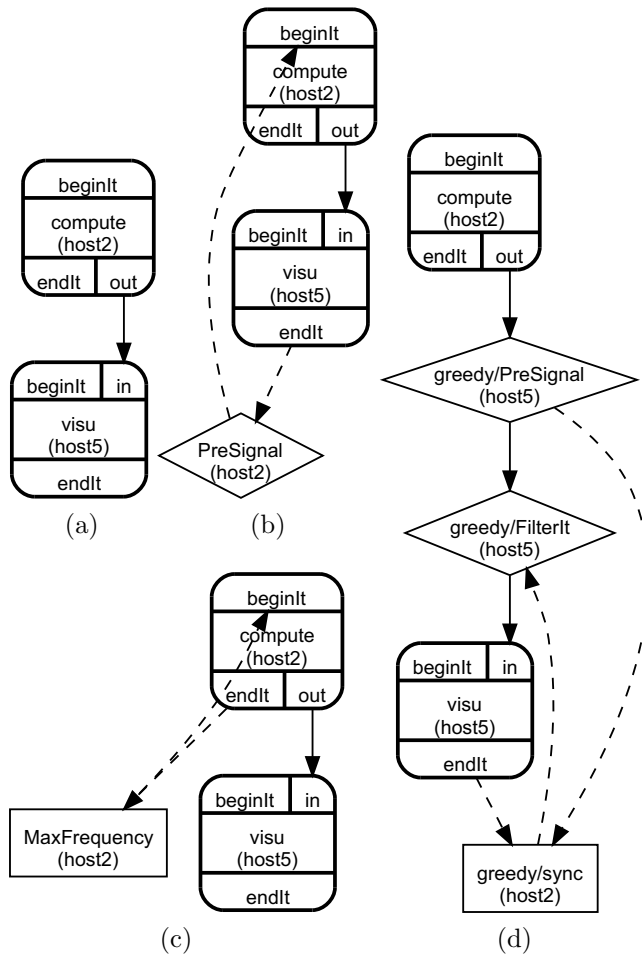 beginIt
compute
(host2)
endIt out
beginIt in
visu
(host5)
endIt
(a)
beginIt
compute
(host2)
endIt out
beginIt in
visu
(host5)
endIt
PreSignal
(host2)
(b)
beginIt
compute
(host2)
endIt out
beginIt in
visu
(host5)
endIt
MaxFrequency
(host2)
(c)
beginIt
compute
(host2)
endIt out
greedy/PreSignal
(host5)
greedy/FilterIt
(host5)
beginIt in
visu
(host5)
endIt
greedy/sync
(host2)
(d)